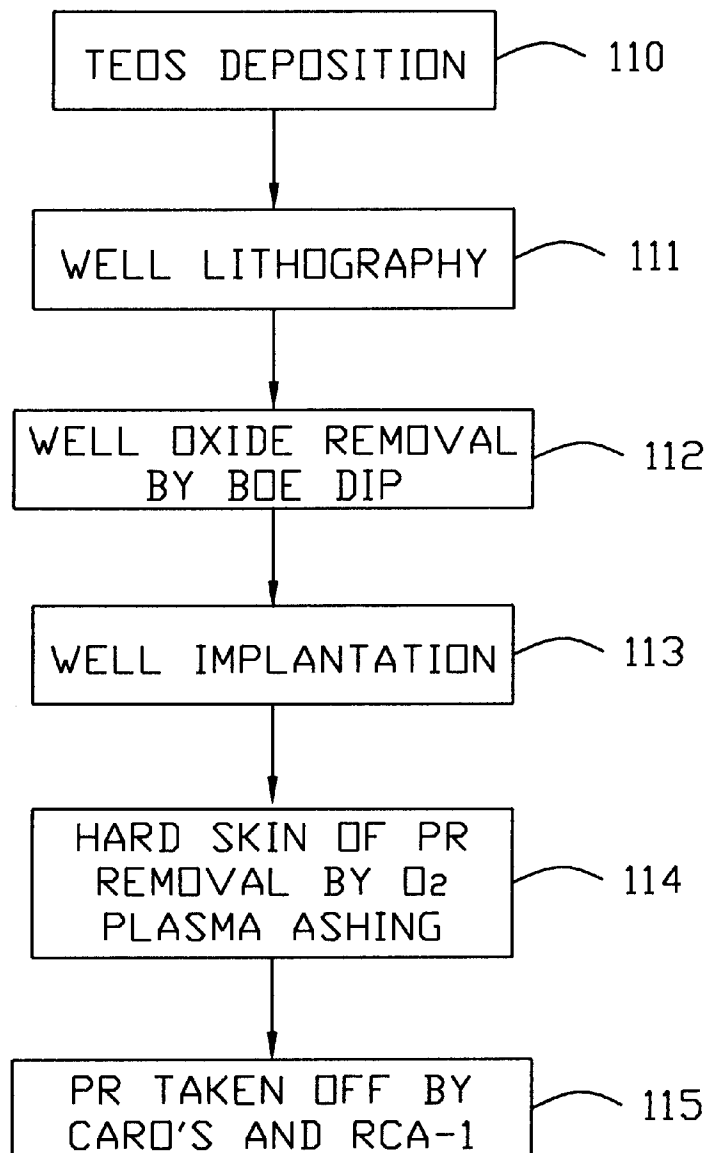 TEOS DEPOSITION
110
WELL LITHOGRAPHY
111
WELL OXIDE REMOVAL
BY BOE DIP
112
WELL IMPLANTATION
113
HARD SKIN OF PR
REMOVAL BY O₂
PLASMA ASHING
114
PR TAKEN OFF BY
CARO'S AND RCA-1
115